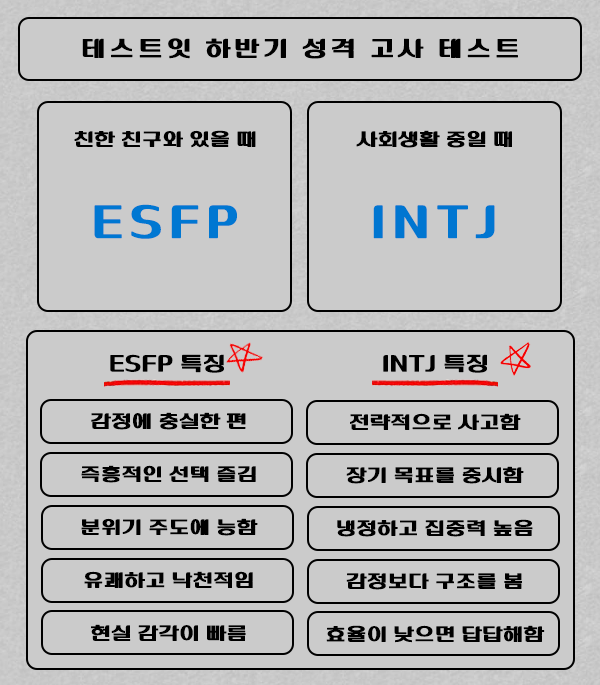 테스트잇 하반기 성격 고사 테스트
친한 친구와 있을 때
ESFP
사회생활 중일 때
INTJ
ESFP 특징
감정에 충실한 편
즉흥적인 선택 즐김
분위기 주도에 능함
유쾌하고 낙천적임
현실 감각이 빠름
INTJ 특징
전략적으로 사고함
장기 목표를 중시함
냉정하고 집중력 높음
감정보다 구조를 봄
효율이 낮으면 답답해함